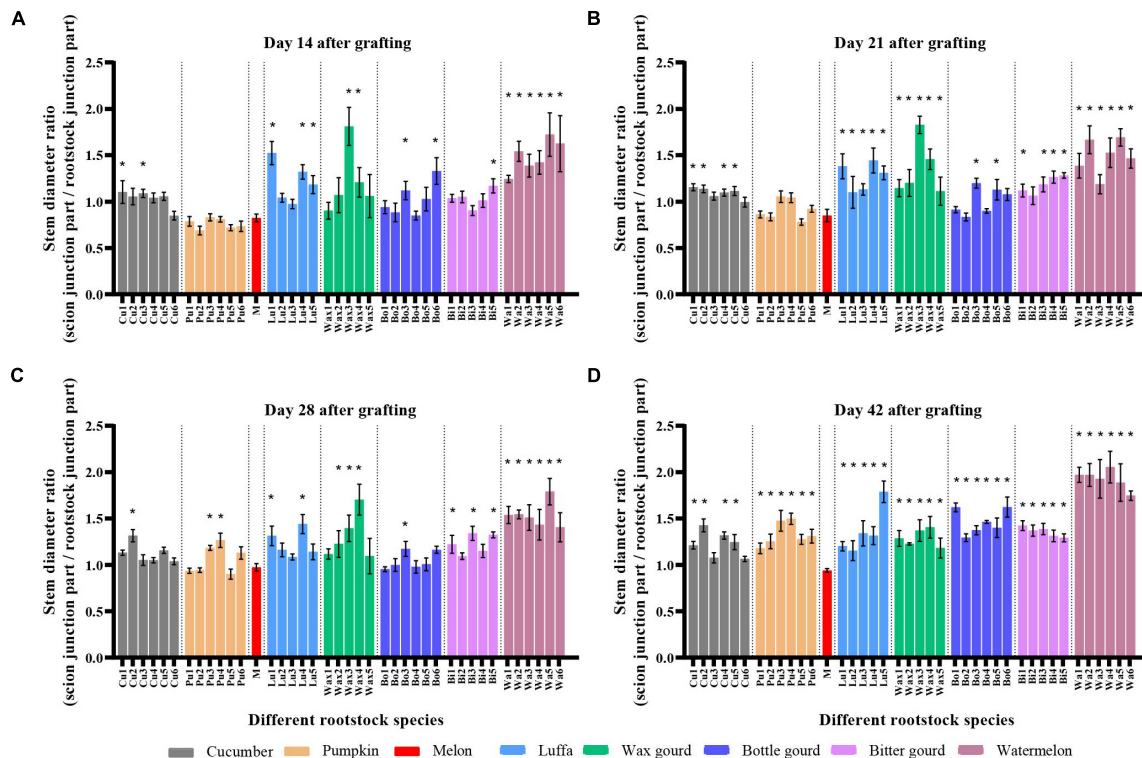 A
Day 14 after grafting
Stem diameter ratio
(scion junction part / rootstock junction part)
2.5
2.0
1.5
1.0
0.5
0.0
* * * * * * * * * * * * * * *
Cu1 Cu2 Cu3 Cu4 Cu5 Cu6 Pu1 Pu2 Pu3 Pu4 Pu5 Pu6 M Lu1 Lu2 Lu3 Lu4 Lu5 Wax1 Wax2 Wax3 Wax4 Wax5 Bo1 Bo2 Bo3 Bo4 Bo5 Bo6 Bi1 Bi2 Bi3 Bi4 Bi5 Wa1 Wa2 Wa3 Wa4 Wa5 Wa6
B
Day 21 after grafting
Stem diameter ratio
(scion junction part / rootstock junction part)
2.5
2.0
1.5
1.0
0.5
0.0
* * * * * * * * * * * * * * * * * * * * * * * * * *
Cu1 Cu2 Cu3 Cu4 Cu5 Cu6 Pu1 Pu2 Pu3 Pu4 Pu5 Pu6 M Lu1 Lu2 Lu3 Lu4 Lu5 Wax1 Wax2 Wax3 Wax4 Wax5 Bo1 Bo2 Bo3 Bo4 Bo5 Bo6 Bi1 Bi2 Bi3 Bi4 Bi5 Wa1 Wa2 Wa3 Wa4 Wa5 Wa6
C
Day 28 after grafting
Stem diameter ratio
(scion junction part / rootstock junction part)
2.5
2.0
1.5
1.0
0.5
0.0
* * * * * * * * * * * * * * * * * *
Cu1 Cu2 Cu3 Cu4 Cu5 Cu6 Pu1 Pu2 Pu3 Pu4 Pu5 Pu6 M Lu1 Lu2 Lu3 Lu4 Lu5 Wax1 Wax2 Wax3 Wax4 Wax5 Bo1 Bo2 Bo3 Bo4 Bo5 Bo6 Bi1 Bi2 Bi3 Bi4 Bi5 Wa1 Wa2 Wa3 Wa4 Wa5 Wa6
Different rootstock species
D
Day 42 after grafting
Stem diameter ratio
(scion junction part / rootstock junction part)
2.5
2.0
1.5
1.0
0.5
0.0
* * * * * * * * * * * * * * * * * * * * * * * * * * * * * * * * * * * * *
Cu1 Cu2 Cu3 Cu4 Cu5 Cu6 Pu1 Pu2 Pu3 Pu4 Pu5 Pu6 M Lu1 Lu2 Lu3 Lu4 Lu5 Wax1 Wax2 Wax3 Wax4 Wax5 Bo1 Bo2 Bo3 Bo4 Bo5 Bo6 Bi1 Bi2 Bi3 Bi4 Bi5 Wa1 Wa2 Wa3 Wa4 Wa5 Wa6
Different rootstock species
Cucumber Pumpkin Melon Luffa Wax gourd Bottle gourd Bitter gourd Watermelon